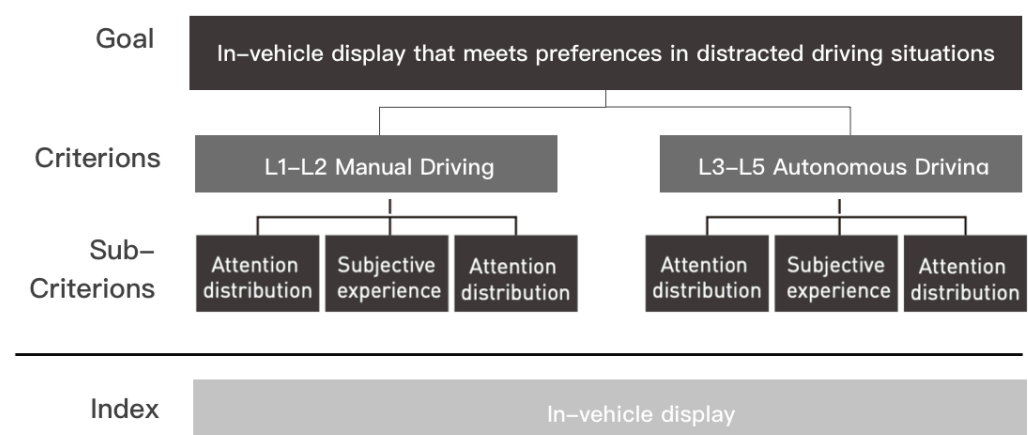 Goal
In-vehicle display that meets preferences in distracted driving situations
Criterions
L1-L2 Manual Driving
L3-L5 Autonomous Driving
Sub-
Criterions
Attention
distribution
Subjective
experience
Attention
distribution
Attention
distribution
Subjective
experience
Attention
distribution
Index
In-vehicle display